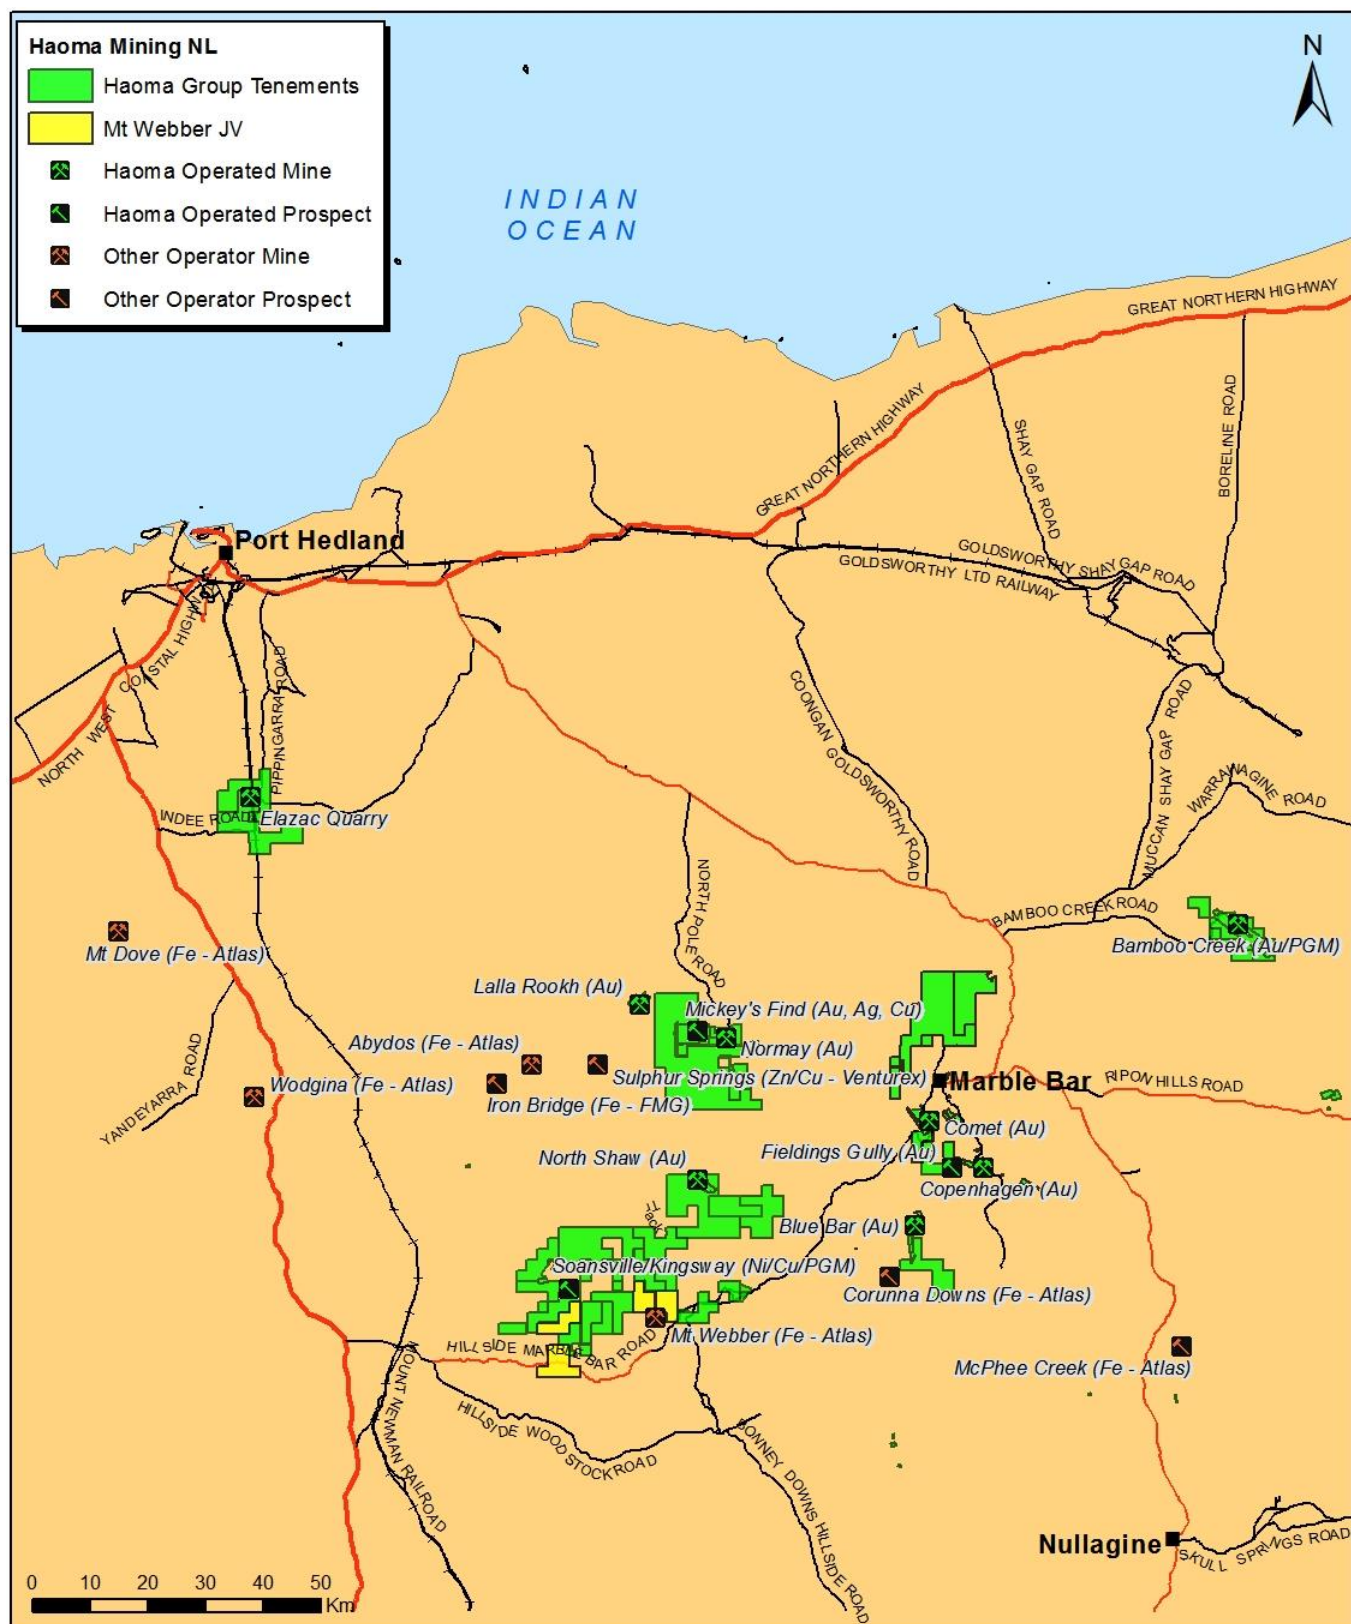 Haoma Mining NL
Haoma Group Tenements
Mt Webber JV
Haoma Operated Mine
Haoma Operated Prospect
Other Operator Mine
Other Operator Prospect
N
INDIAN
OCEAN
GREAT NORTHERN HIGHWAY
GREAT NORTHERN HIGHWAY
SHAY GAP ROAD
BORELINE ROAD
Port Hedland
GOLDSWORTHY SHAY GAP ROAD
GOLDSWORTHY LTD RAILWAY
NORTH WEST COASTAL HIGHWAY
PIPPINGARRA ROAD
COONGAN GOLDSWORTHY ROAD
MUCCAN SHAY GAP ROAD
WARRAWAGINE ROAD
INDEE ROAD
Elazac Quarry
NORTH POLE ROAD
BAMBOO CREEK ROAD
Bamboo Creek (Au/PGM)
Mt Dove (Fe - Atlas)
Lalla Rookh (Au)
Mickey's Find (Au, Ag, Cu)
Normay (Au)
Abydos (Fe - Atlas)
Sulphur Springs (Zn/Cu - Venturex)
Marble Bar
RIPON HILLS ROAD
Wodgina (Fe - Atlas)
Iron Bridge (Fe - FMG)
YANDEYARRA ROAD
Comet (Au)
Fieldings Gully (Au)
North Shaw (Au)
Copenhagen (Au)
Track
Blue Bar (Au)
Soansville/Kingsway (Ni/Cu/PGM)
Corunna Downs (Fe - Atlas)
Mt Webber (Fe - Atlas)
HILLSIDE MARBLE BAR ROAD
McPhee Creek (Fe - Atlas)
MOUNT NEWMAN RAILROAD
HILLSIDE WOODSTOCK ROAD
BONNEY DOWNS HILLSIDE ROAD
Nullagine
SKULL SPRINGS ROAD
0 10 20 30 40 50
Km